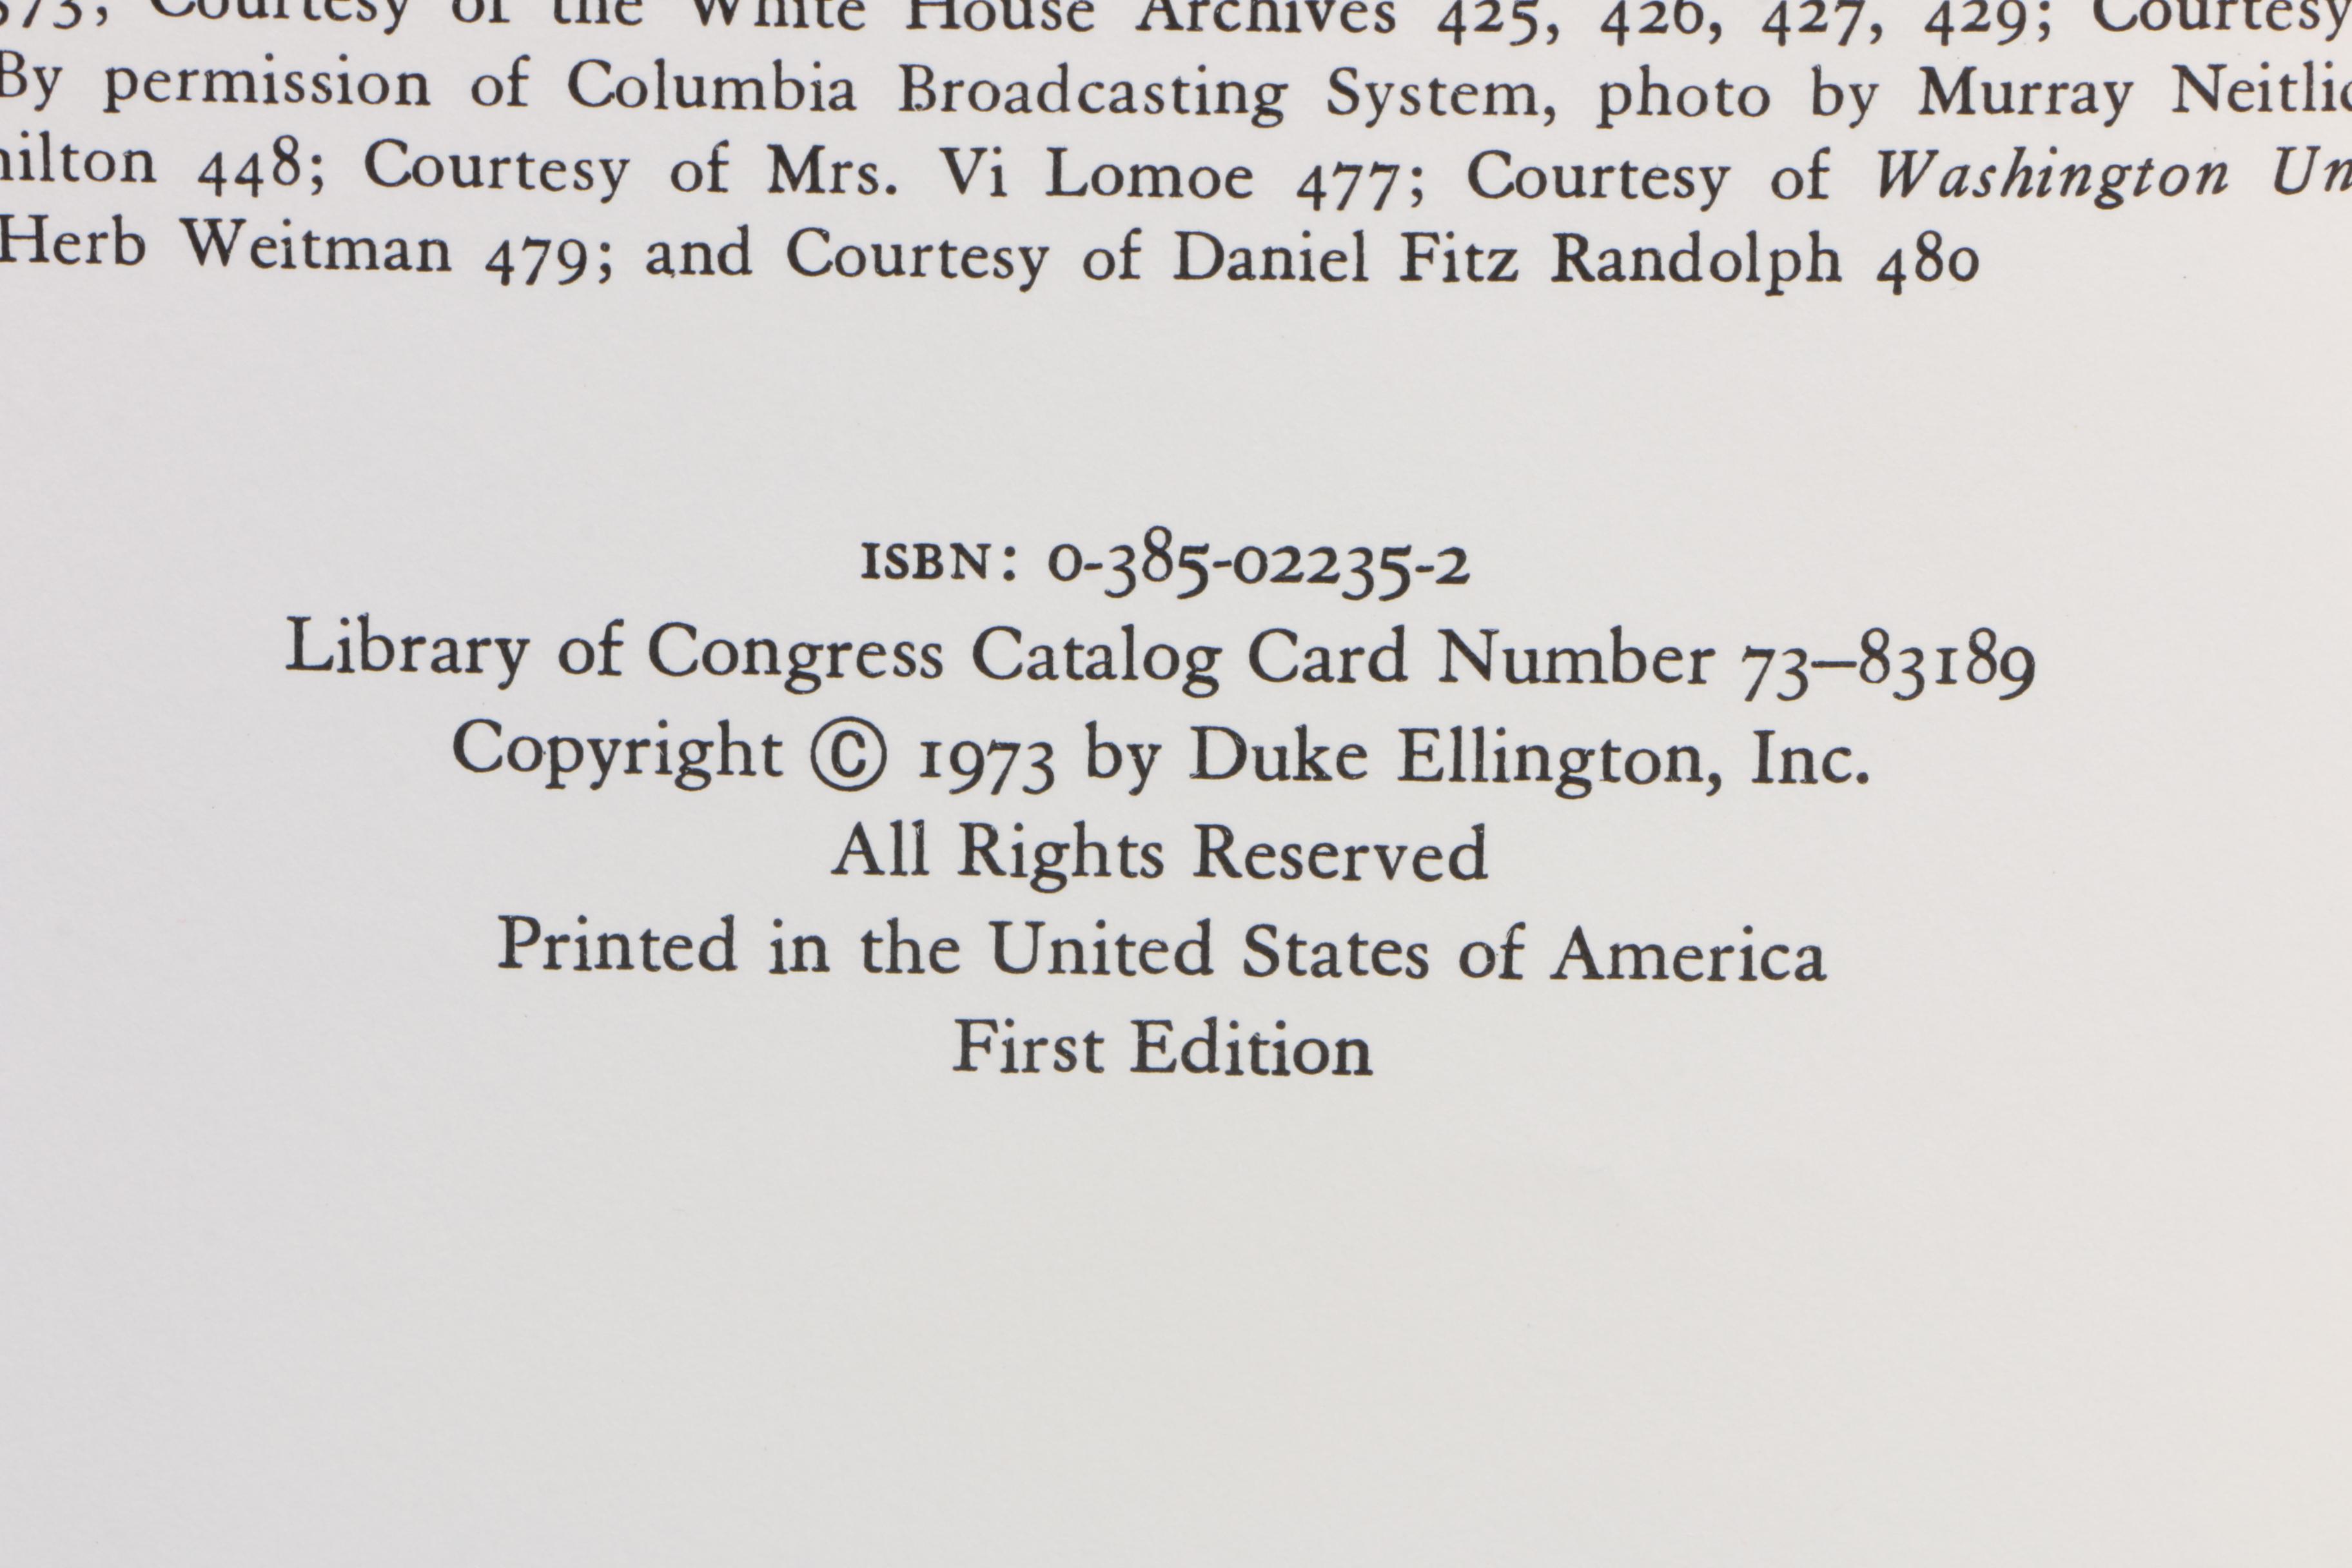 373; Courtesy of the White House Archives 425, 426, 427, 429; Courtesy
By permission of Columbia Broadcasting System, photo by Murray Neitlic
ilton 448; Courtesy of Mrs. Vi Lomoe 477; Courtesy of Washington Un
Herb Weitman 479; and Courtesy of Daniel Fitz Randolph 480
ISBN: 0-385-02235-2
Library of Congress Catalog Card Number 73–83189
Copyright © 1973 by Duke Ellington, Inc.
All Rights Reserved
Printed in the United States of America
First Edition